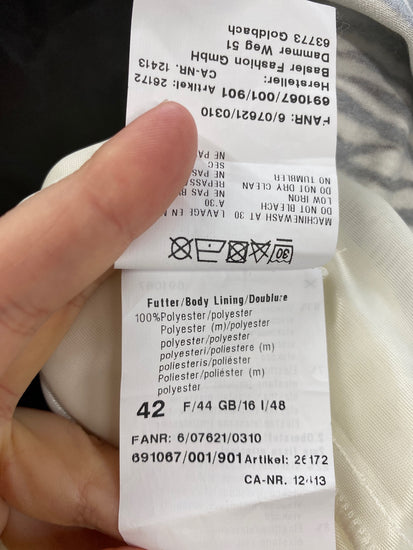 30
MACHINEWASH AT 30
DO NOT BLEACH
LOW IRON
DO NOT DRY CLEAN
NO TUMBLER
LAVAGE EN
A 30
NE PAS
NE PAS
SEC
NE
FANR: 6/07621/0310
691067/001/901 Artikel: 26172
Hersteller: CA-NR. 12413
Basler Fashion GmbH
Dammer Weg 51
63773 Goldbach
Futter/Body Lining/Doublure
100%Polyester/polyester
Polyester (m)/polyester
polyester/polyester
polyesteri/poliestere (m)
poliesteris/poliester
Poliester/poliéster (m)
polyester
42 F/44 GB/16 I/48
FANR: 6/07621/0310
691067/001/901 Artikel: 26172
CA-NR. 12413